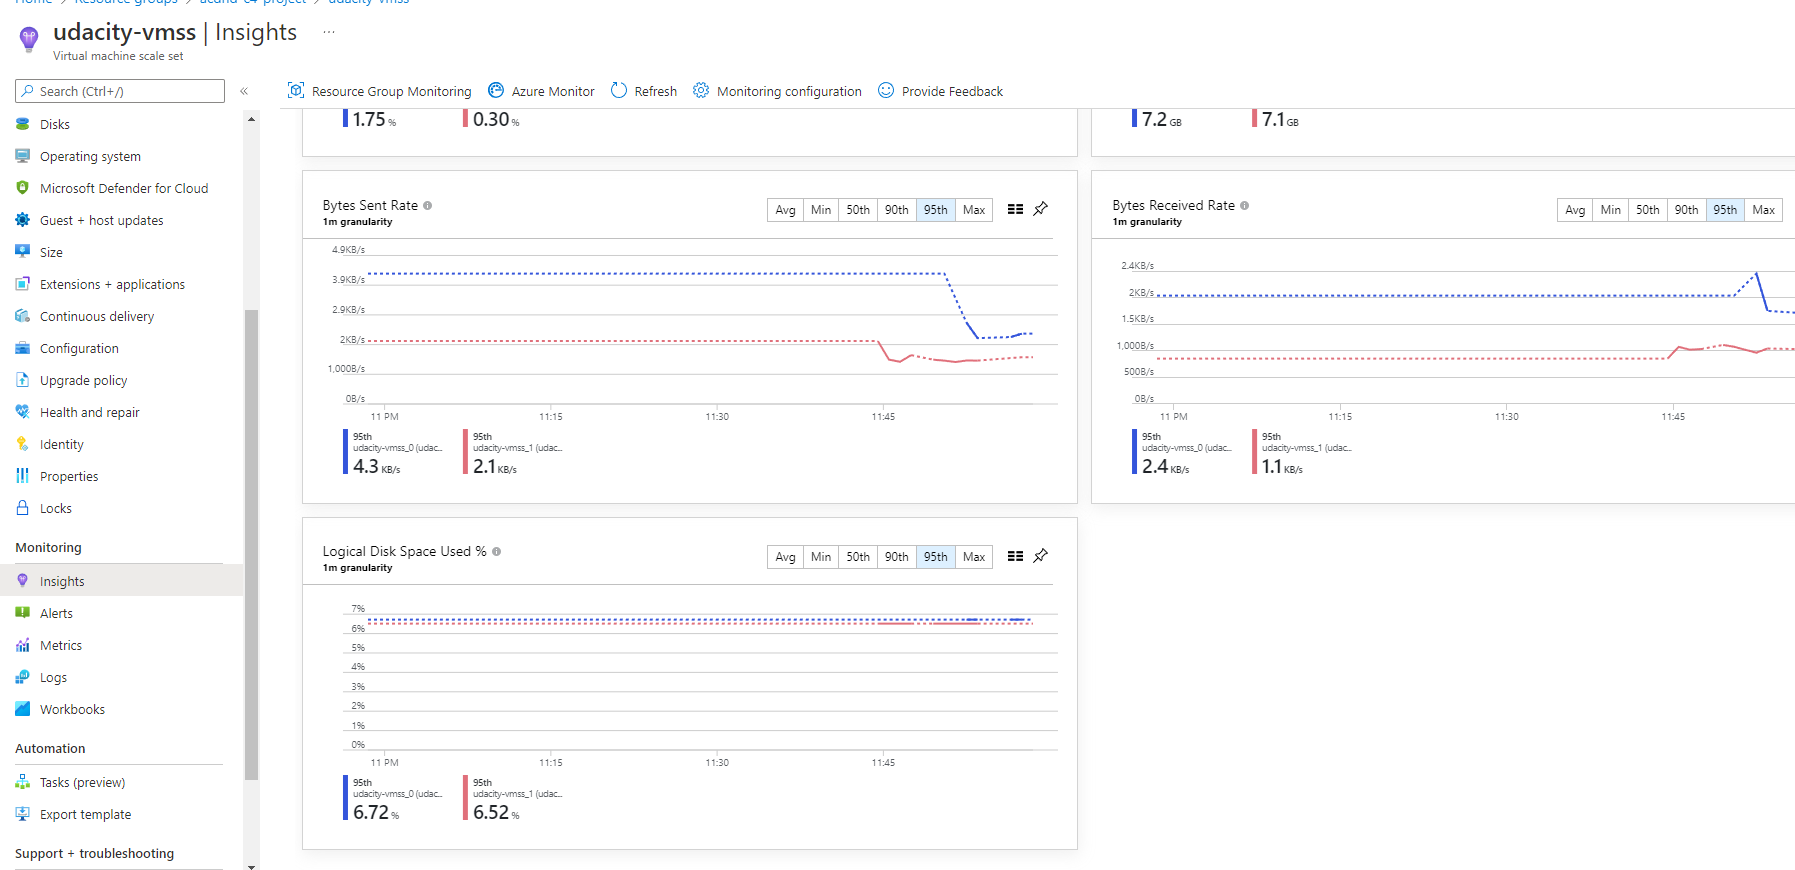 Home > Resource groups > acdnd-c4-project > udacity-vmss
udacity-vmss | Insights ...
Virtual machine scale set
Search (Ctrl+/)
«
Disks
Operating system
Microsoft Defender for Cloud
Guest + host updates
Size
Extensions + applications
Continuous delivery
Configuration
Upgrade policy
Health and repair
Identity
Properties
Locks
Monitoring
Insights
Alerts
Metrics
Logs
Workbooks
Automation
Tasks (preview)
Export template
Support + troubleshooting
Resource Group Monitoring Azure Monitor Refresh Monitoring configuration Provide Feedback
1.75 % 0.30 %
7.2 GB 7.1 GB
Bytes Sent Rate
1m granularity
Avg Min 50th 90th 95th Max
4.9KB/s
3.9KB/s
2.9KB/s
2KB/s
1,000B/s
0B/s
11 PM 11:15 11:30 11:45
95th 95th
udacity-vmss_0 (udac... udacity-vmss_1 (udac...
4.3 KB/s 2.1 KB/s
Bytes Received Rate
1m granularity
Avg Min 50th 90th 95th Max
2.4KB/s
2KB/s
1.5KB/s
1,000B/s
500B/s
0B/s
11 PM 11:15 11:30 11:45
95th 95th
udacity-vmss_0 (udac... udacity-vmss_1 (udac...
2.4 KB/s 1.1 KB/s
Logical Disk Space Used %
1m granularity
Avg Min 50th 90th 95th Max
7%
6%
5%
4%
3%
2%
1%
0%
11 PM 11:15 11:30 11:45
95th 95th
udacity-vmss_0 (udac... udacity-vmss_1 (udac...
6.72 % 6.52 %